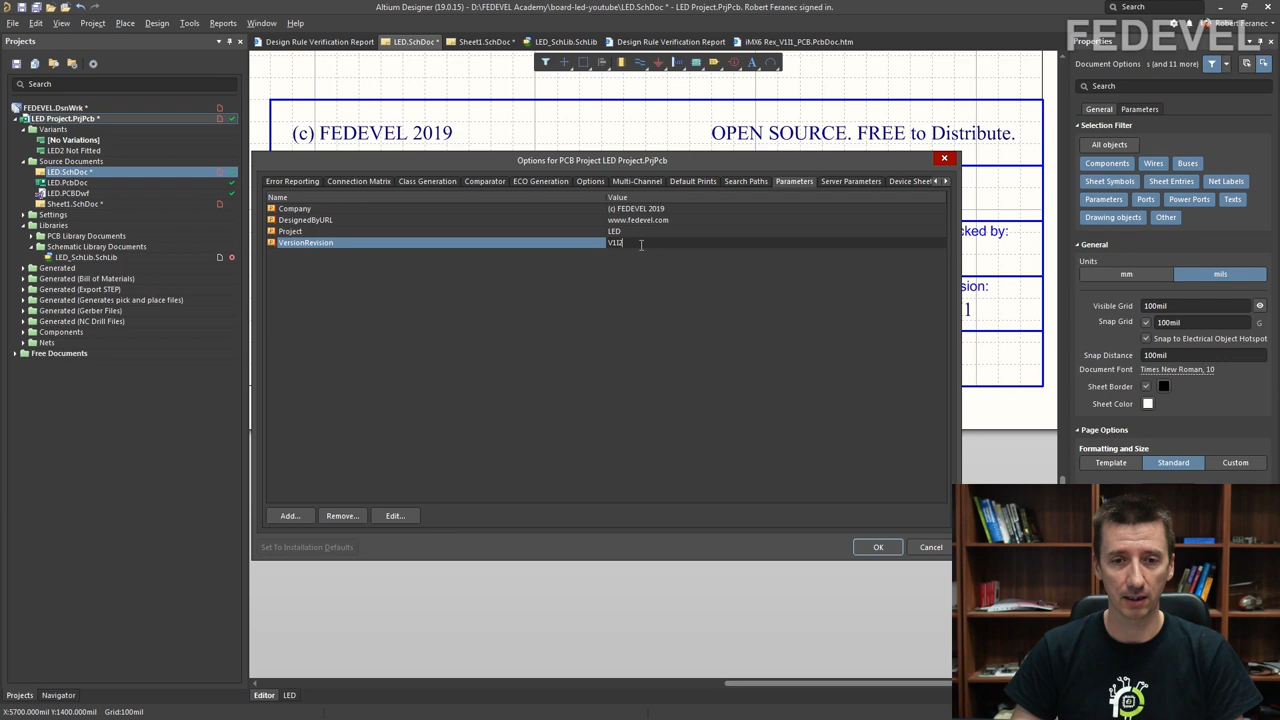 Altium Designer (19.0.15) - D:\FEDEVEL Academy\board-led-youtube\LED.SchDoc * - LED Project.PrjPcb. Robert Feranec signed in.
Search
File Edit View Project Place Design Tools Reports Window Help
Robert Feranec
FEDEVEL
Projects
Design Rule Verification Report LED.SchDoc * Sheet1.SchDoc * LED_SchLib.SchLib Design Rule Verification Report iMX6 Rex_V1I1_PCB.PcbDoc.htm
Properties
Document Options s (and 11 more)
Search
Search
FEDEVEL.DsnWrk *
LED Project.PrjPcb *
Variants
[No Variations]
LED2 Not Fitted
Source Documents
LED.SchDoc *
LED.PcbDoc
LED.PCBDwf
Sheet1.SchDoc *
Settings
Libraries
PCB Library Documents
Schematic Library Documents
LED_SchLib.SchLib
Generated
Generated (Bill of Materials)
Generated (Export STEP)
Generated (Generates pick and place files)
Generated (Gerber Files)
Generated (NC Drill Files)
Components
Nets
Free Documents
(c) FEDEVEL 2019 OPEN SOURCE. FREE to Distribute.
cked by:
sion:
1
Options for PCB Project LED Project.PrjPcb
Error Reporting Connection Matrix Class Generation Comparator ECO Generation Options Multi-Channel Default Prints Search Paths Parameters Server Parameters Device Sheet
Name Value
Company (c) FEDEVEL 2019
DesignedByURL www.fedevel.com
Project LED
VersionRevision V1I2
Add... Remove... Edit...
Set To Installation Defaults OK Cancel
General Parameters
Selection Filter
All objects
Components Wires Buses
Sheet Symbols Sheet Entries Net Labels
Parameters Ports Power Ports Texts
Drawing objects Other
General
Units
mm mils
Visible Grid 100mil
Snap Grid 100mil G
Snap to Electrical Object Hotspot
Snap Distance 100mil
Document Font Times New Roman, 10
Sheet Border
Sheet Color
Page Options
Formatting and Size
Template Standard Custom
Projects Navigator
Editor LED
X:5700.000mil Y:1400.000mil Grid:100mil